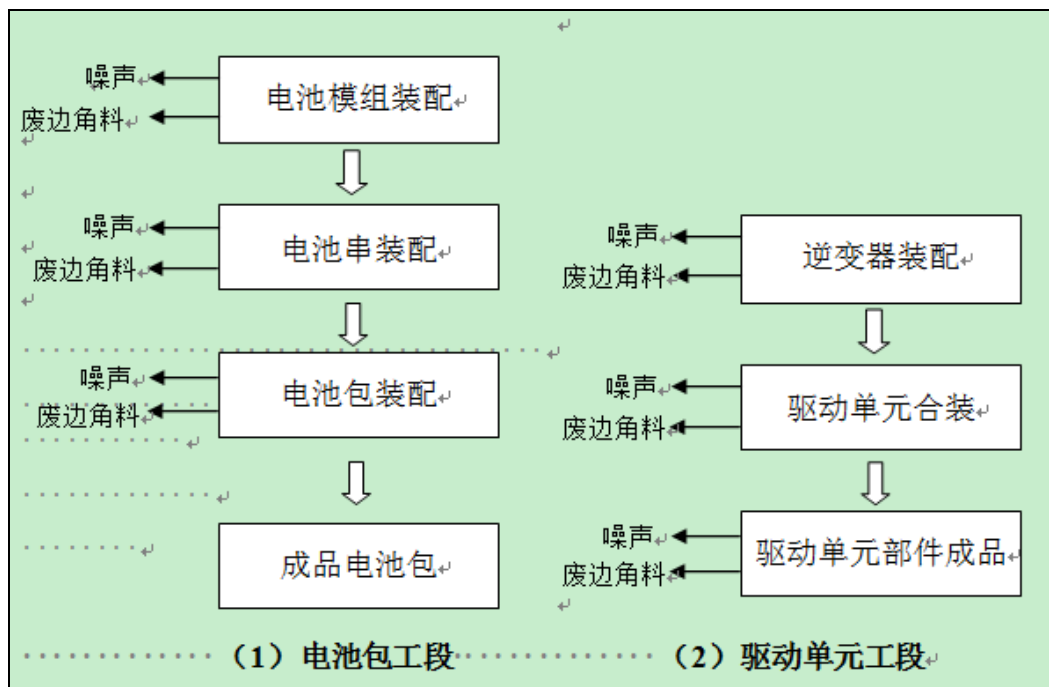 噪声
废边角料
电池模组装配
噪声
废边角料
电池串装配
噪声
废边角料
电池包装配
成品电池包
噪声
废边角料
逆变器装配
噪声
废边角料
驱动单元合装
噪声
废边角料
驱动单元部件成品
（1）电池包工段
（2）驱动单元工段